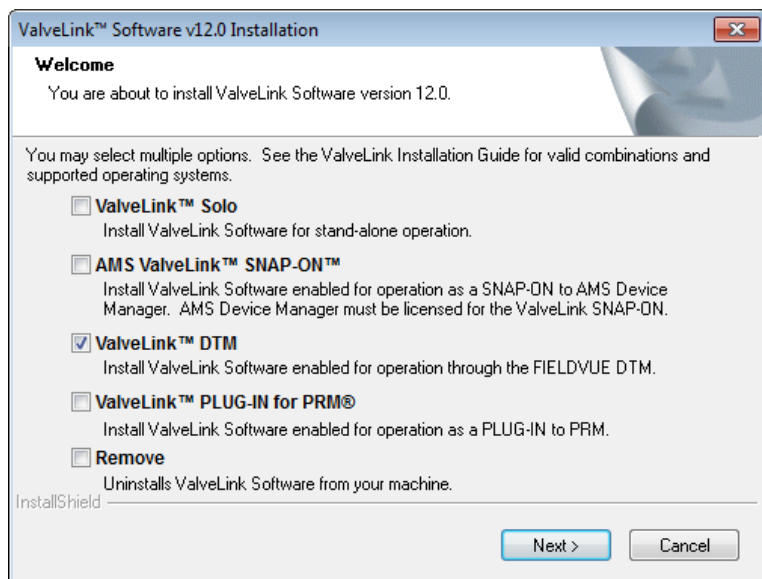 ValveLink™ Software v12.0 Installation
Welcome
You are about to install ValveLink Software version 12.0.
You may select multiple options. See the ValveLink Installation Guide for valid combinations and
supported operating systems.
ValveLink™ Solo
Install ValveLink Software for stand-alone operation.
AMS ValveLink™ SNAP-ON™
Install ValveLink Software enabled for operation as a SNAP-ON to AMS Device
Manager. AMS Device Manager must be licensed for the ValveLink SNAP-ON.
ValveLink™ DTM
Install ValveLink Software enabled for operation through the FIELDVUE DTM.
ValveLink™ PLUG-IN for PRM®
Install ValveLink Software enabled for operation as a PLUG-IN to PRM.
Remove
Uninstalls ValveLink Software from your machine.
InstallShield
Next >
Cancel